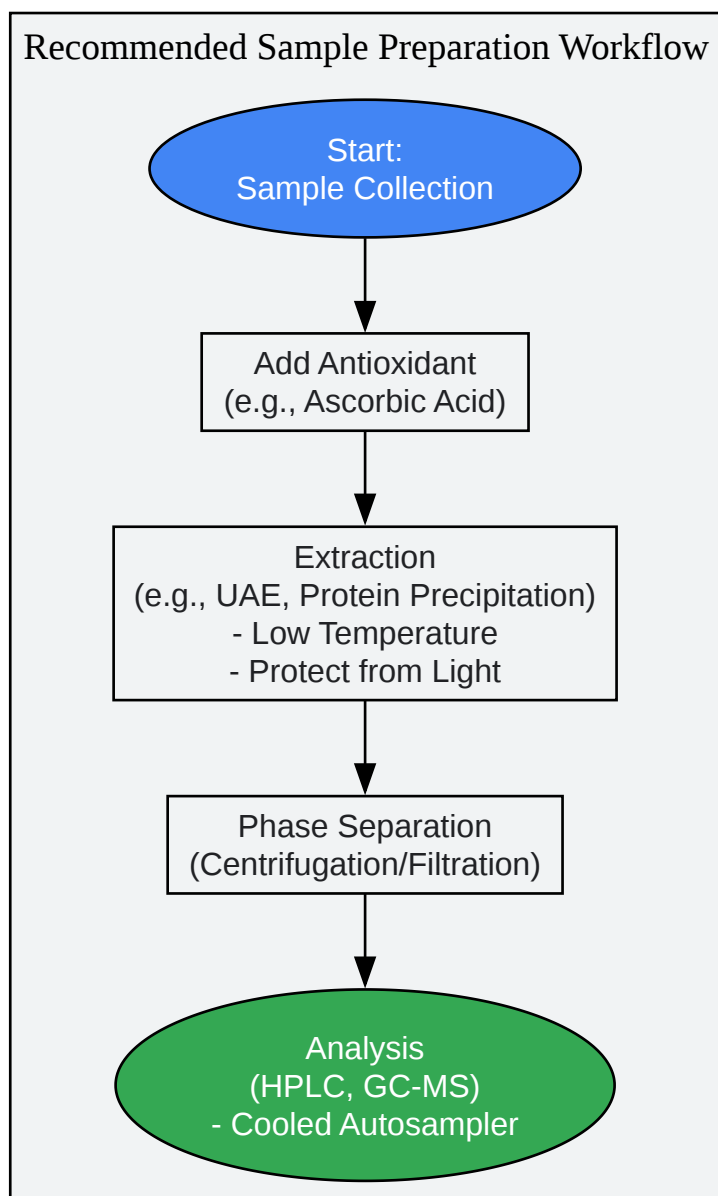 Recommended Sample Preparation Workflow
Start:
Sample Collection
Add Antioxidant
(e.g., Ascorbic Acid)
Extraction
(e.g., UAE, Protein Precipitation)
- Low Temperature
- Protect from Light
Phase Separation
(Centrifugation/Filtration)
Analysis
(HPLC, GC-MS)
- Cooled Autosampler